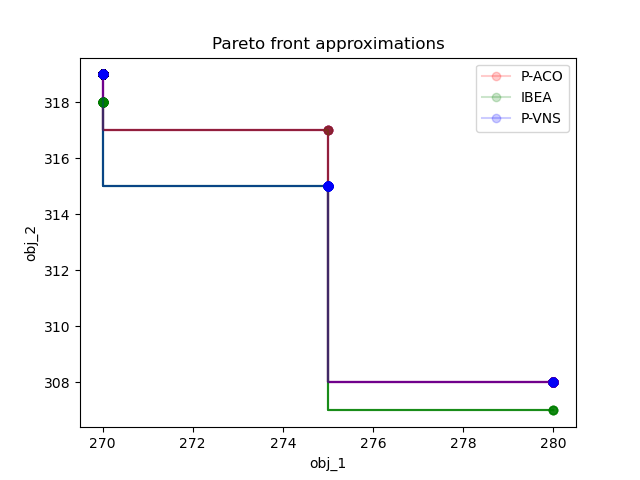 Pareto front approximations
P-ACO
IBEA
P-VNS
obj_2
318
316
314
312
310
308
270
272
274
276
278
280
obj_1